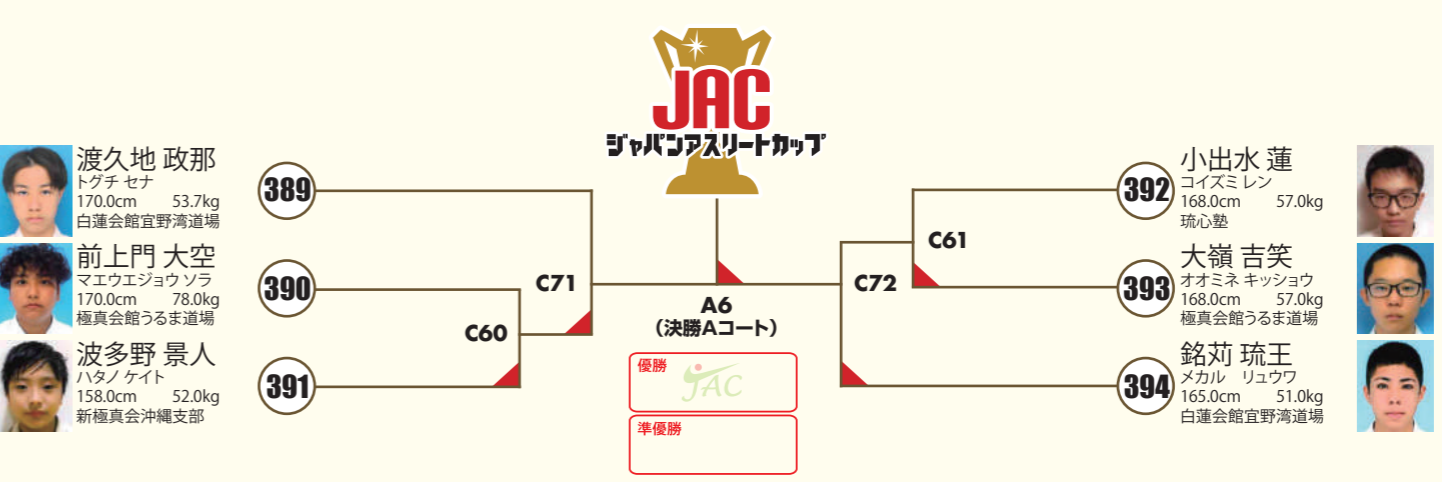 JAC
ジャパンアスリートカップ
渡久地 政那
トグチ セナ
170.0cm 53.7kg
白蓮会館宜野湾道場
389
前上門 大空
マエウエジョウ ソラ
170.0cm 78.0kg
極真会館うるま道場
390
波多野 景人
ハタノ ケイト
158.0cm 52.0kg
新極真会沖縄支部
391
C71
C60
A6
（決勝Aコート）
優勝
JAC
準優勝
C61
C72
392
小出水 蓮
コイズミ レン
168.0cm 57.0kg
琉心塾
393
大嶺 吉笑
オオミネ キッショウ
168.0cm 57.0kg
極真会館うるま道場
394
銘苅 琉王
メカル　リュウワ
165.0cm 51.0kg
白蓮会館宜野湾道場